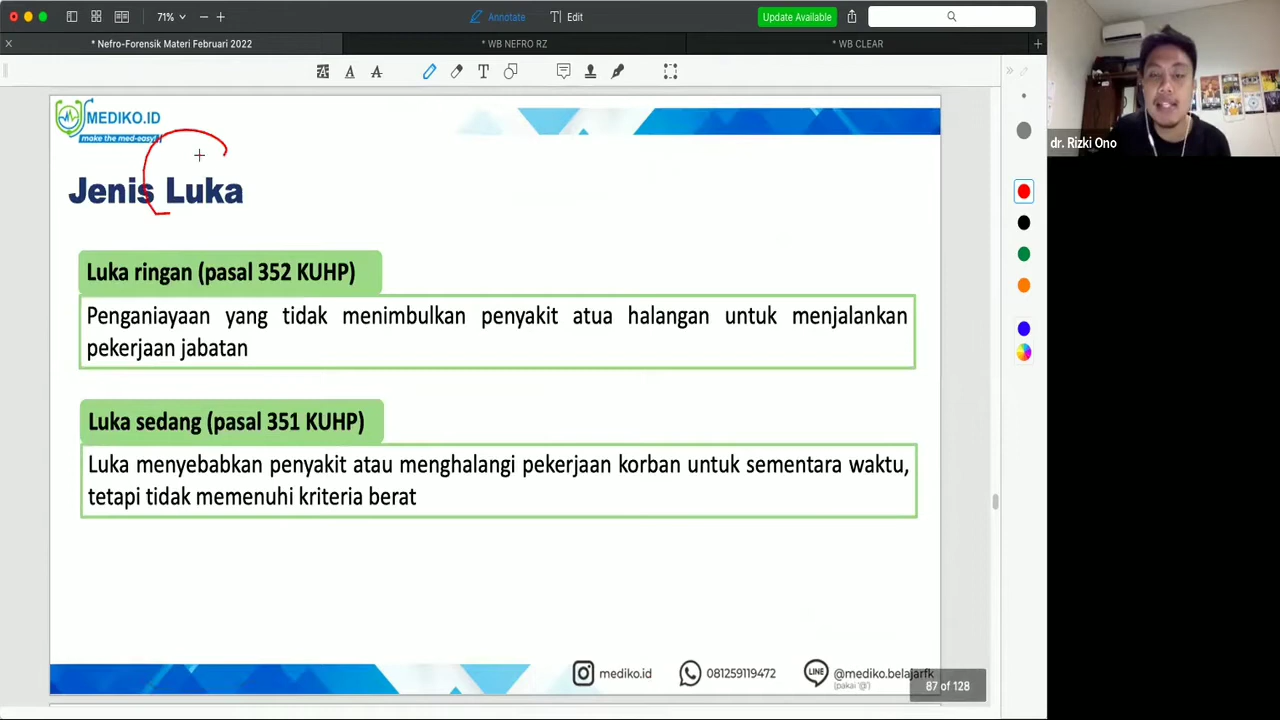 71%
Annotate
Edit
Update Available
* Nefro-Forensik Materi Februari 2022
* WB NEFRO RZ
* WB CLEAR
MEDIKO.ID
make the med-easy!
Jenis Luka
Luka ringan (pasal 352 KUHP)
Penganiayaan yang tidak menimbulkan penyakit atua halangan untuk menjalankan
pekerjaan jabatan
Luka sedang (pasal 351 KUHP)
Luka menyebabkan penyakit atau menghalangi pekerjaan korban untuk sementara waktu,
tetapi tidak memenuhi kriteria berat
mediko.id
081259119472
LINE
@mediko.belajarfk
(pakai '@')
87 of 128
dr. Rizki Ono